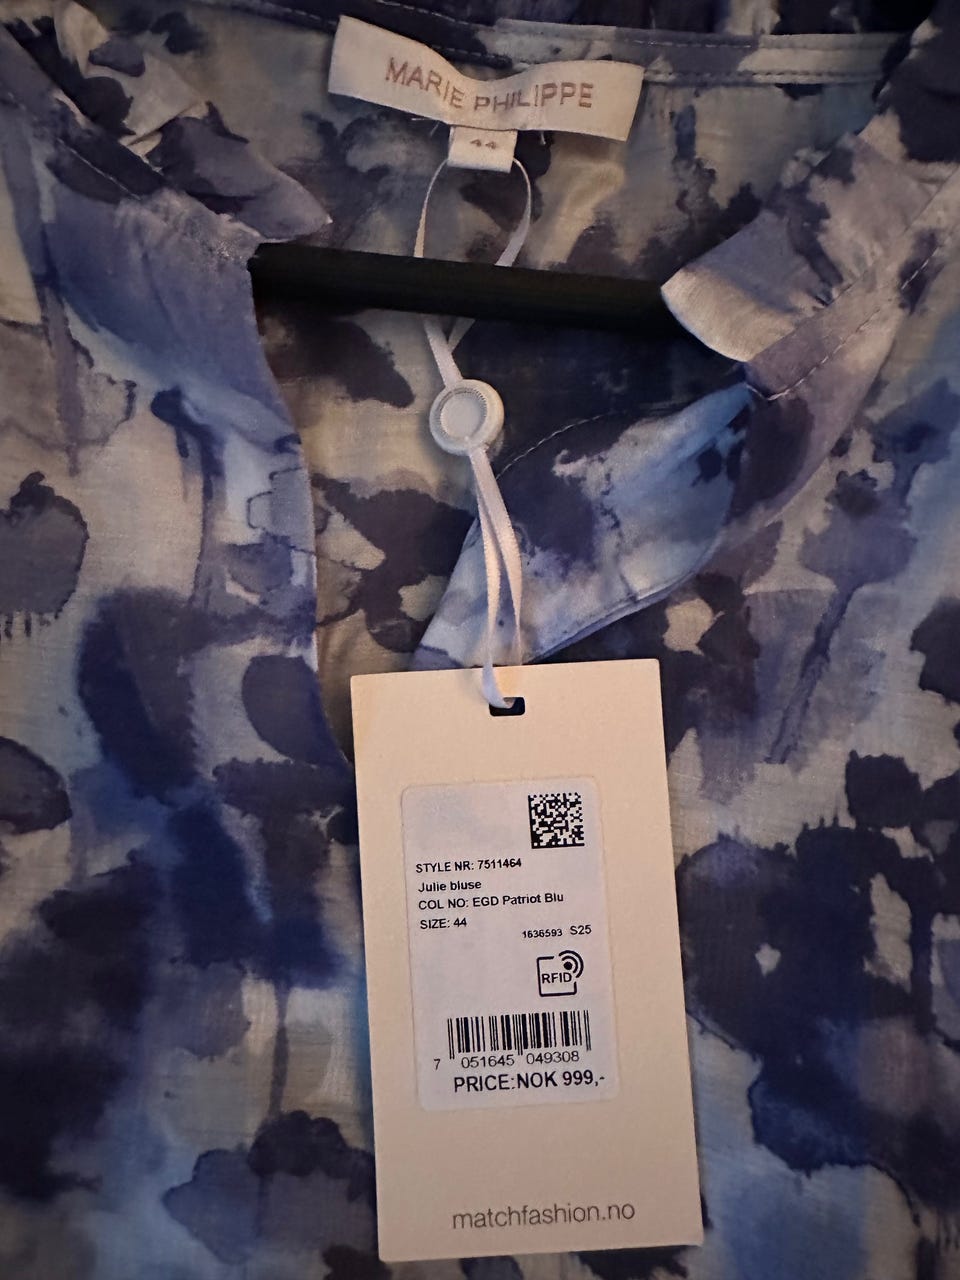 MARIE PHILIPPE
44
STYLE NR: 7511464
Julie bluse
COL NO: EGD Patriot Blu
SIZE: 44
1636593 S25
RFID
7 051645 049308
PRICE:NOK 999,-
matchfashion.no